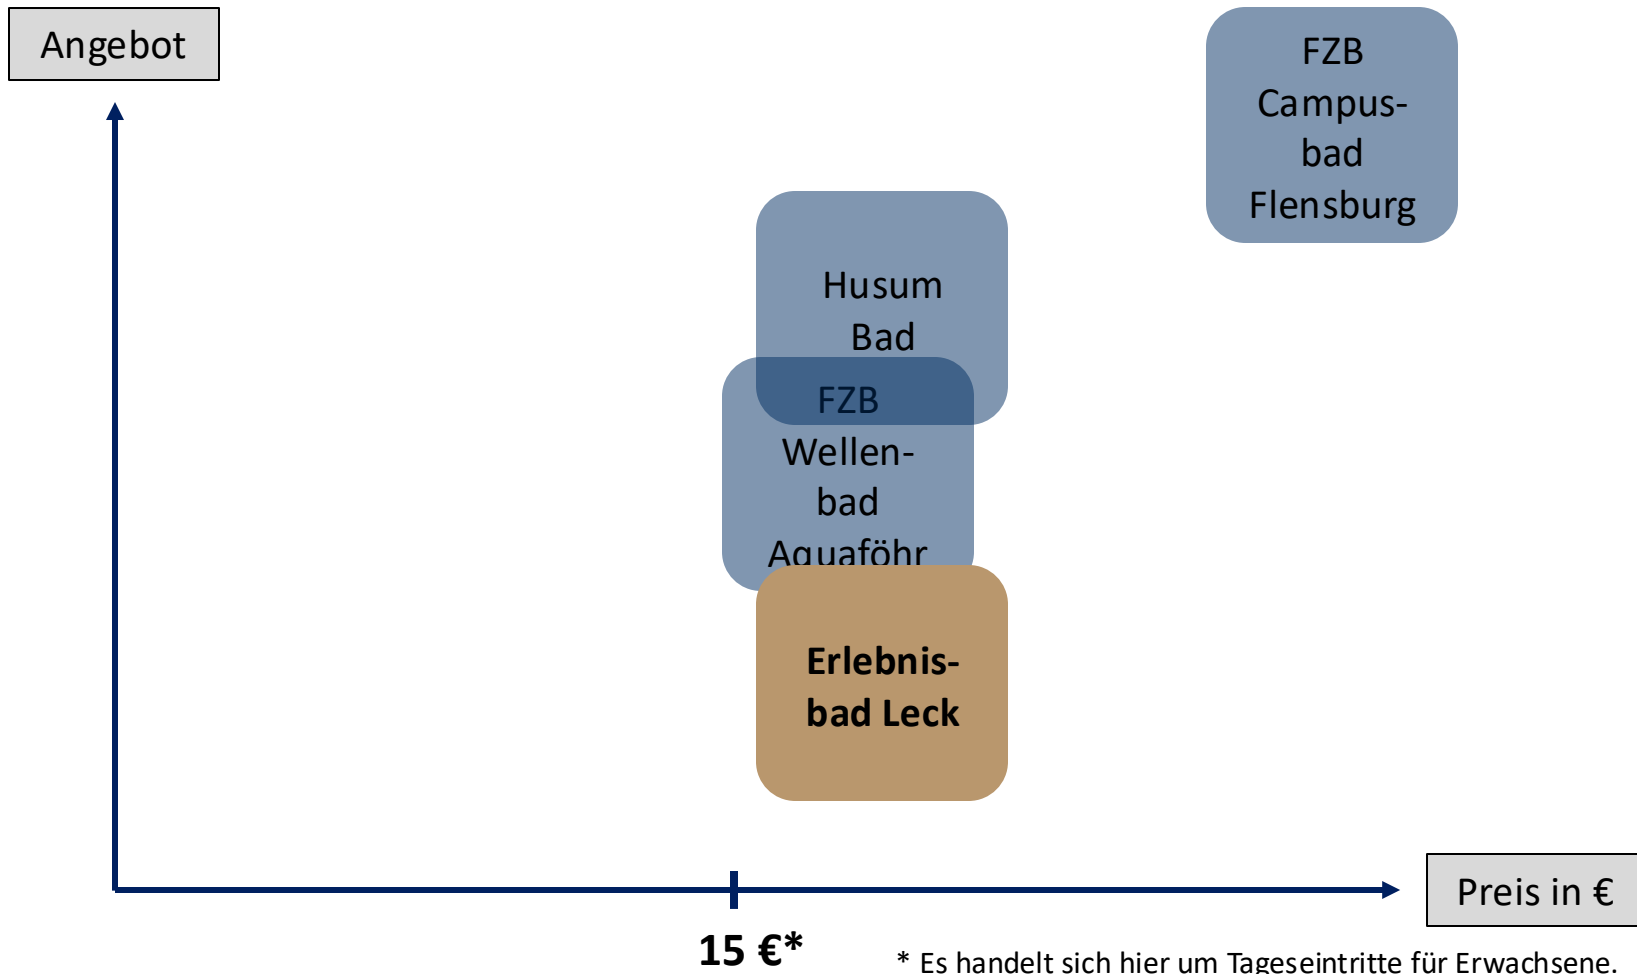 Angebot
FZB
Campus-
bad
Flensburg
Husum
Bad
FZB
Wellen-
bad
Aquaföhr
Erlebnis-
bad Leck
Preis in €
15 €*
* Es handelt sich hier um Tageseintritte für Erwachsene.